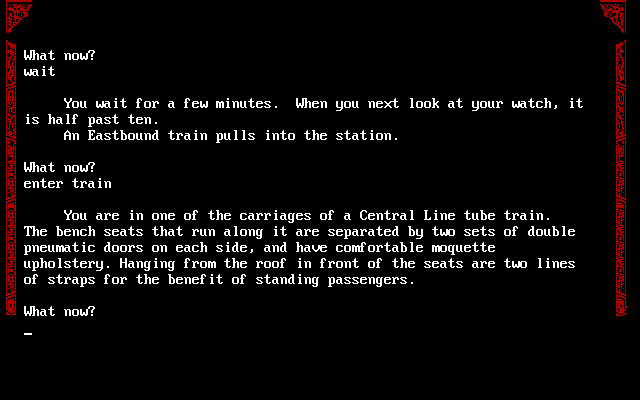 What now?
wait
You wait for a few minutes.  When you next look at your watch, it
is half past ten.
An Eastbound train pulls into the station.
What now?
enter train
You are in one of the carriages of a Central Line tube train.
The bench seats that run along it are separated by two sets of double
pneumatic doors on each side, and have comfortable moquette
upholstery. Hanging from the roof in front of the seats are two lines
of straps for the benefit of standing passengers.
What now?
_